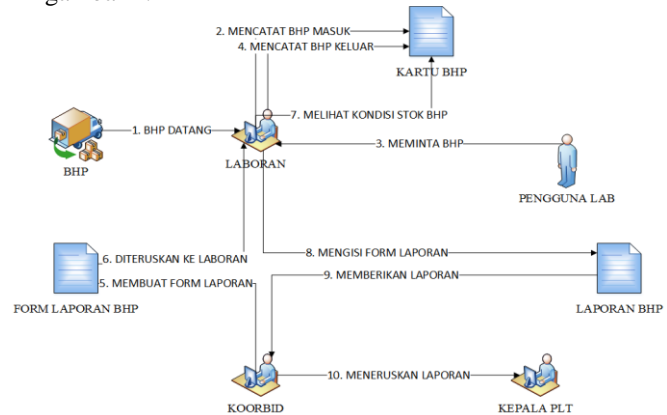 2. MENCATAT BHP MASUK
4. MENCATAT BHP KELUAR
KARTU BHP
7. MELIHAT KONDISI STOK BHP
1. BHP DATANG
3. MEMINTA BHP
BHP
LABORAN
PENGGUNA LAB
6. DITERUSKAN KE LABORAN
8. MENGISI FORM LAPORAN
9. MEMBERIKAN LAPORAN
5. MEMBUAT FORM LAPORAN
FORM LAPORAN BHP
LAPORAN BHP
10. MENERUSKAN LAPORAN
KOORBID
KEPALA PLT